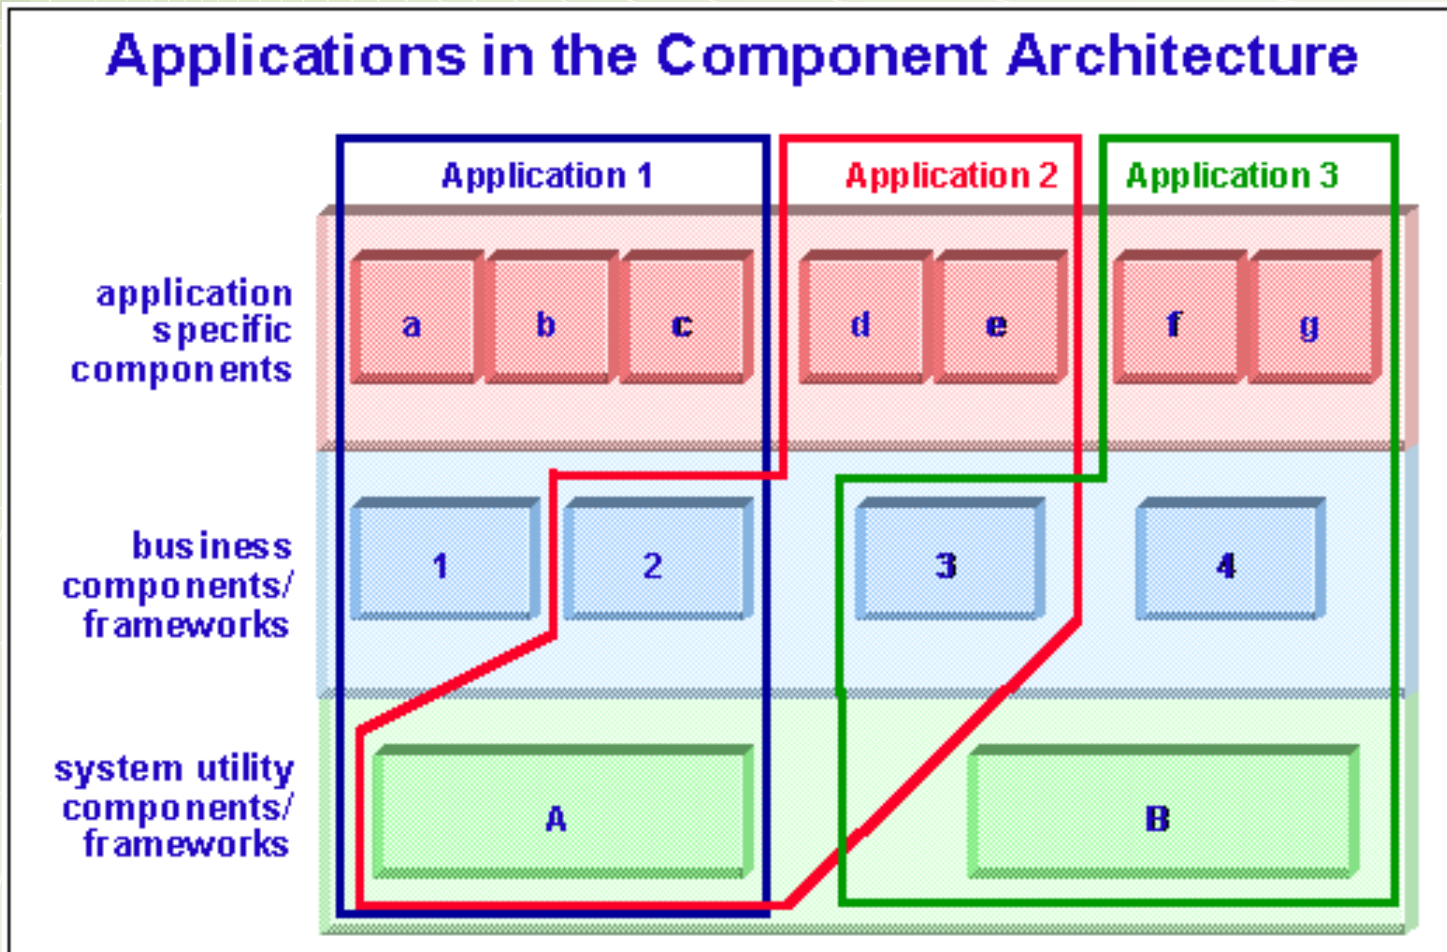 Applications in the Component Architecture
Application 1
Application 2
Application 3
application
specific
components
a
b
c
d
e
f
g
business
components/
frameworks
1
2
3
4
system utility
components/
frameworks
A
B